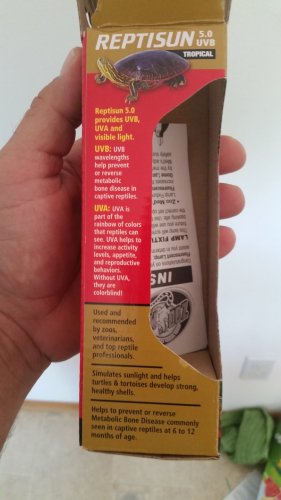 REPTISUN 5.0 UVB
TROPICAL
Reptisun 5.0
provides UVB,
UVA and
visible light.
UVB: UVB
wavelengths
help prevent
or reverse
metabolic
bone disease in
captive reptiles.
UVA: UVA is
part of the
rainbow of colors
that reptiles can
see. UVA helps to
increase activity
levels, appetite,
and reproductive
behaviors.
Without UVA,
they are
colorblind!
Used and
recommended
by zoos,
veterinarians,
and top reptile
professionals.
Simulates sunlight and helps
turtles & tortoises develop strong,
healthy shells.
Helps to prevent or reverse
Metabolic Bone Disease commonly
seen in captive reptiles at 6 to 12
months of age.
INS
LAMP FIXTU
• Zoo Med